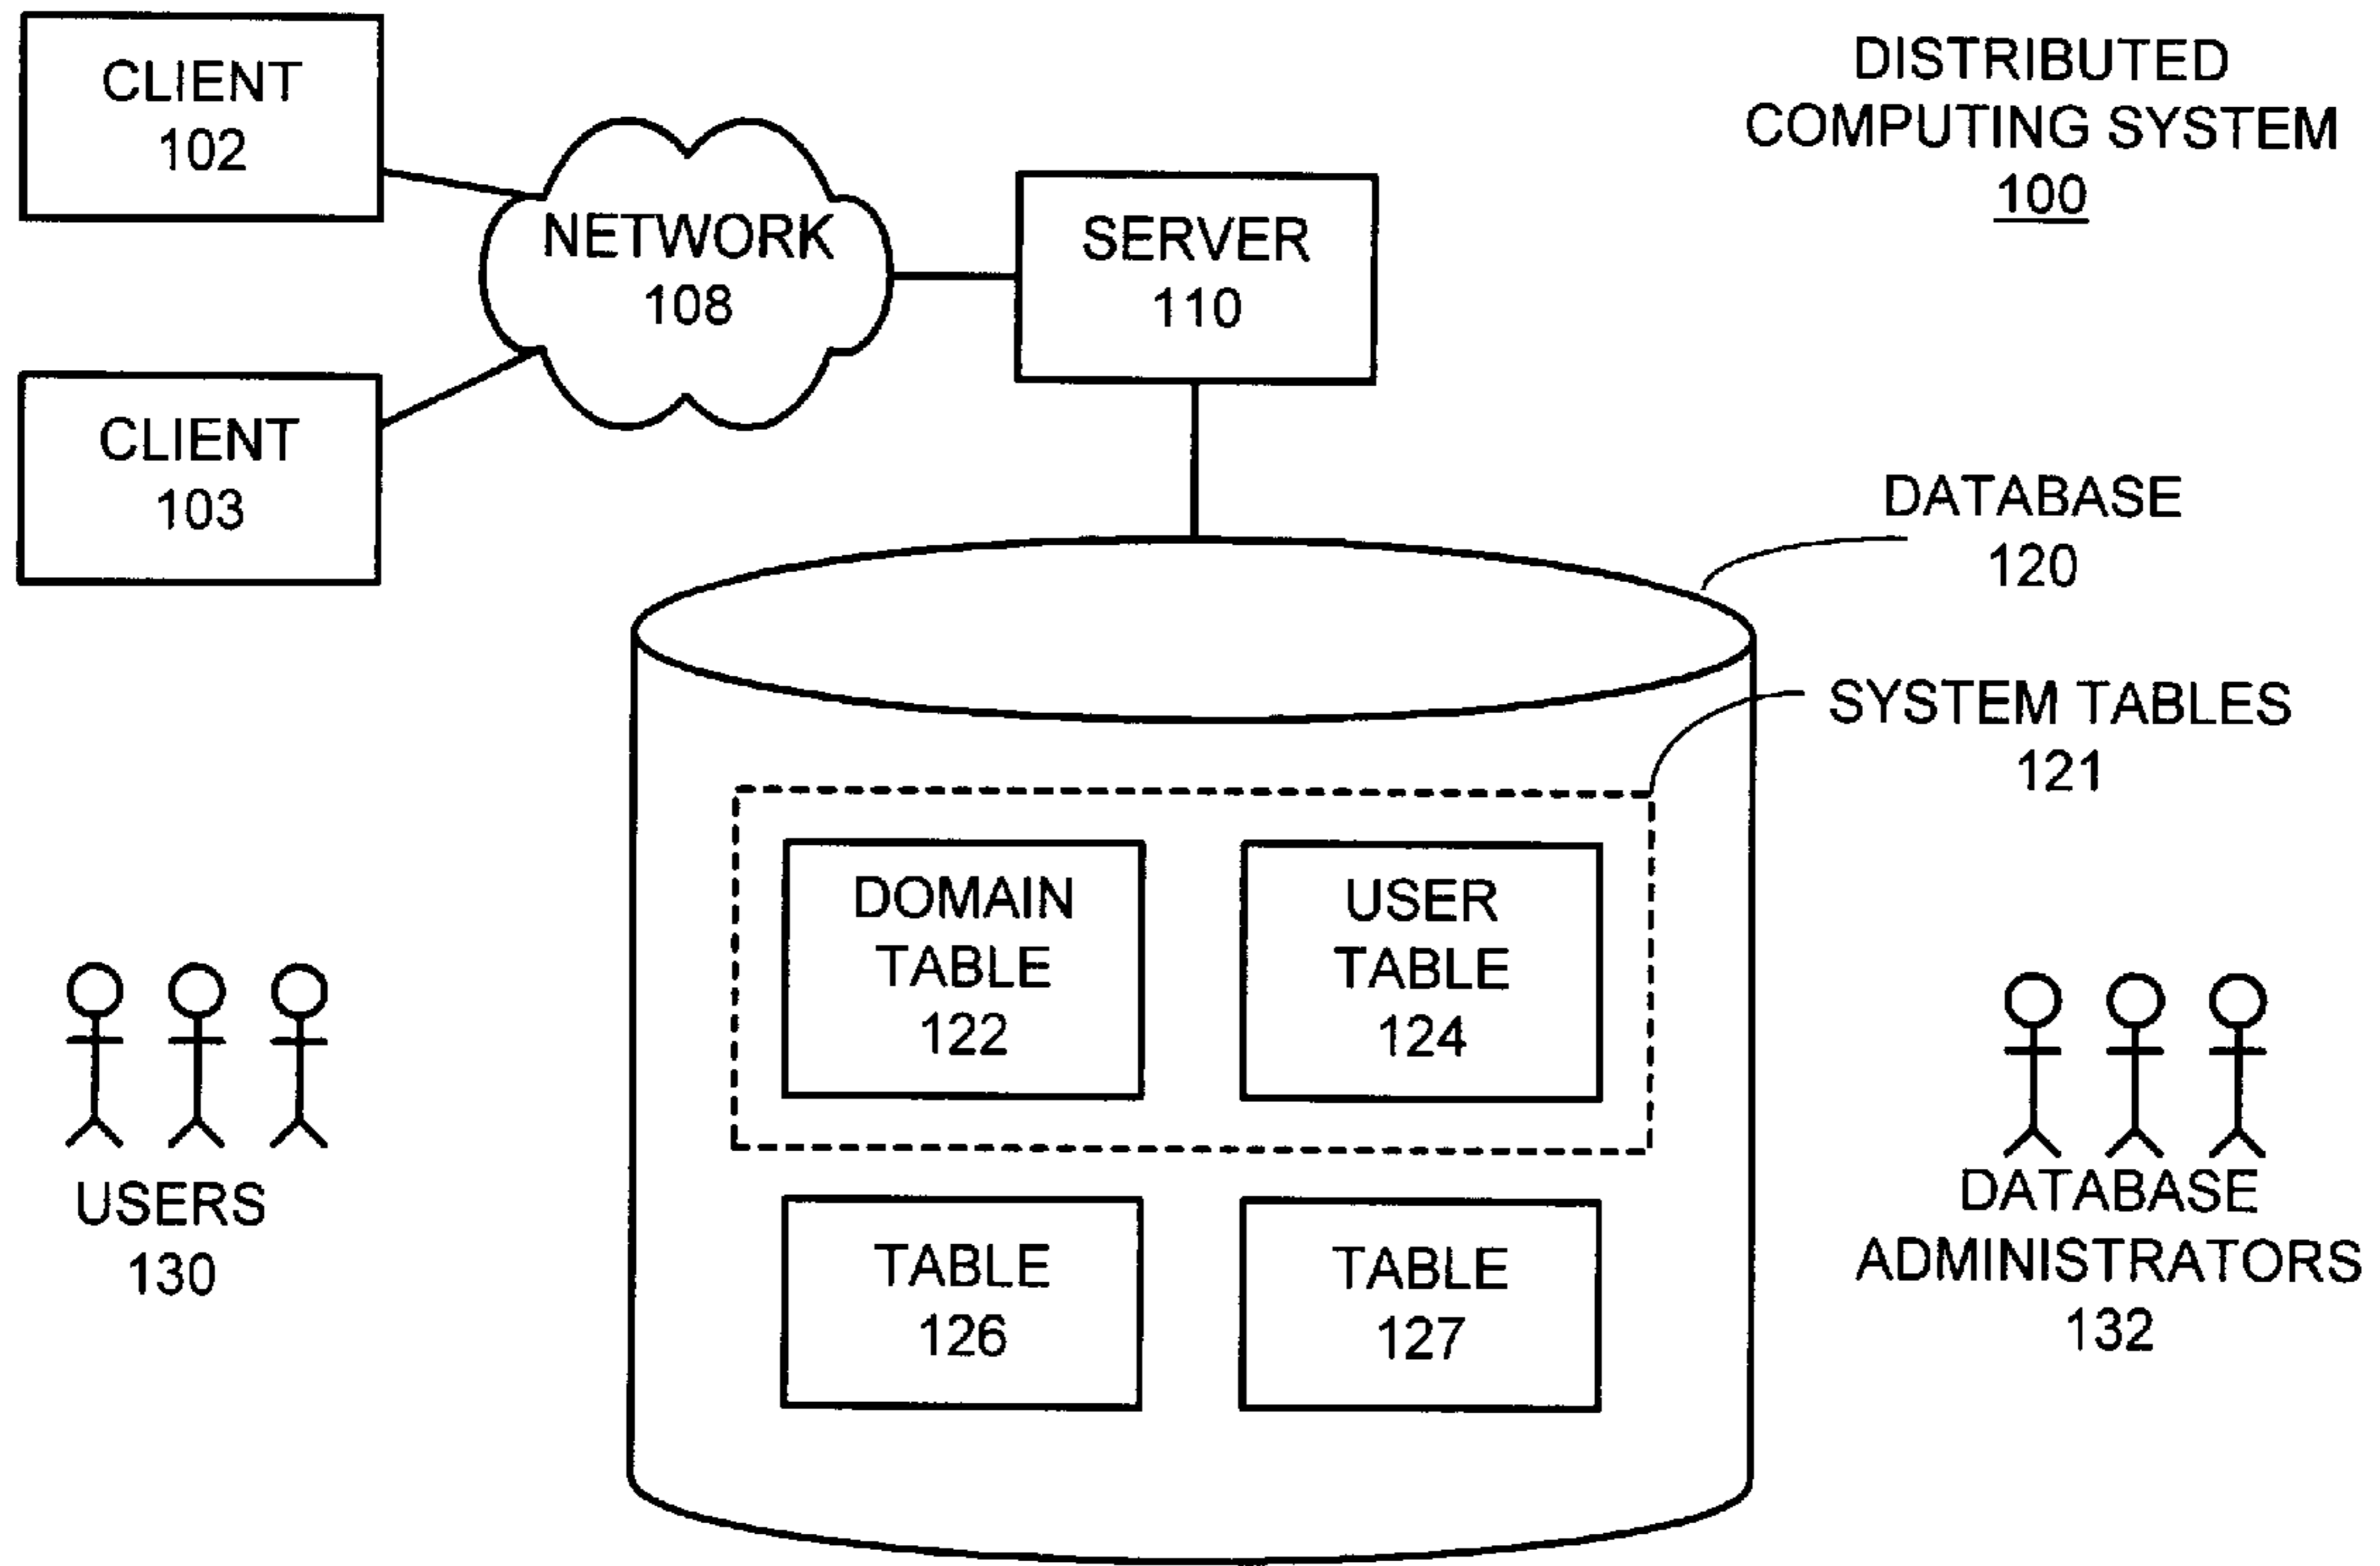 CLIENT
102
DISTRIBUTED
COMPUTING SYSTEM
100
NETWORK
108
SERVER
110
CLIENT
103
DATABASE
120
SYSTEM TABLES
121
DOMAIN
TABLE
122
USER
TABLE
124
USERS
130
DATABASE
ADMINISTRATORS
132
TABLE
126
TABLE
127